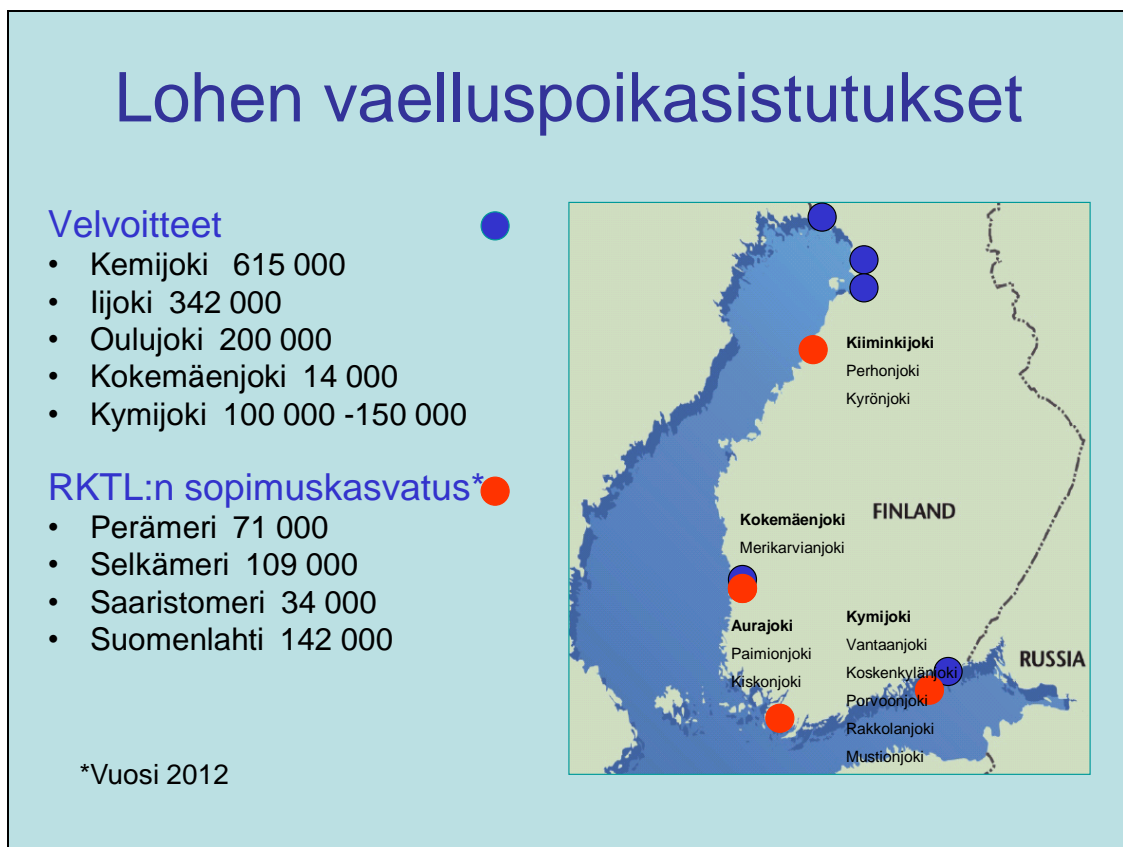 Lohen vaelluspoikasistutukset
Velvoitteet
• Kemijoki 615 000
• Iijoki 342 000
• Oulujoki 200 000
• Kokemäenjoki 14 000
• Kymijoki 100 000 -150 000
RKTL:n sopimuskasvatus*
• Perämeri 71 000
• Selkämeri 109 000
• Saaristomeri 34 000
• Suomenlahti 142 000
*Vuosi 2012
Kiiminkijoki
Perhonjoki
Kyrönjoki
FINLAND
Kokemäenjoki
Merikarvianjoki
Aurajoki
Paimionjoki
Kiskonjoki
Kymijoki
Vantaanjoki
Koskenkylänjoki
Porvoonjoki
Rakkolanjoki
Mustionjoki
RUSSIA